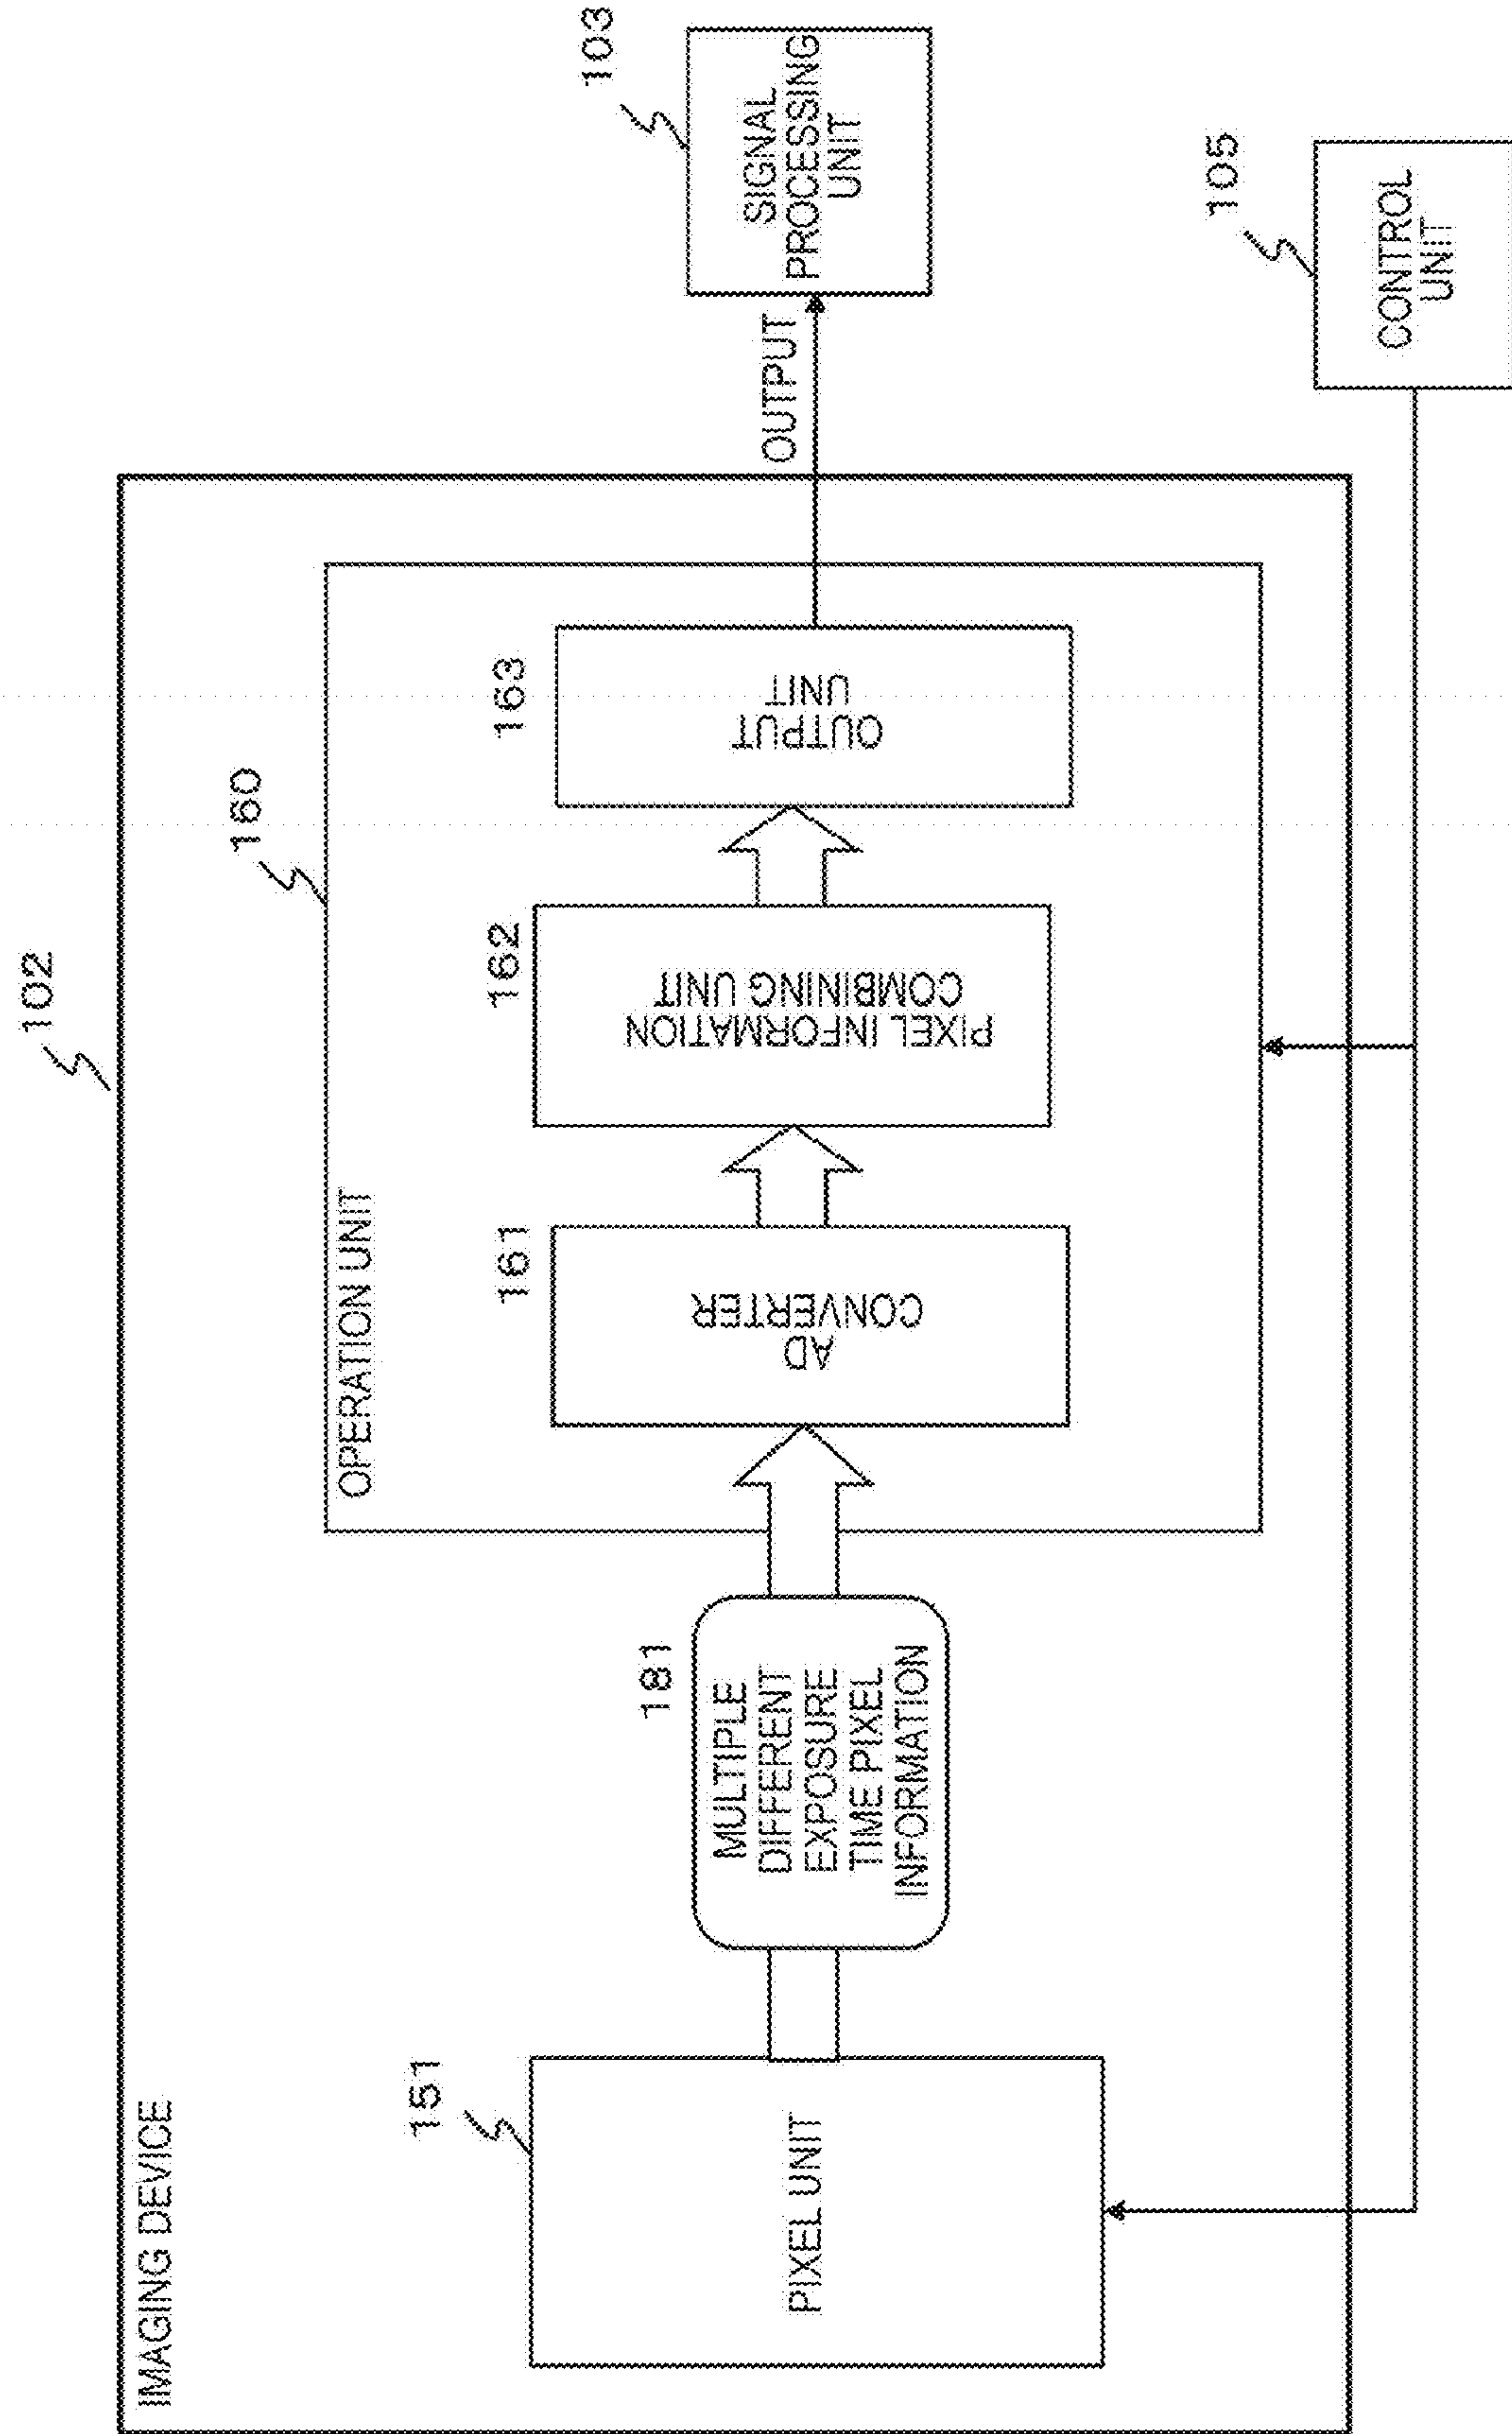 102
IMAGING DEVICE
160
OPERATION UNIT
151
PIXEL UNIT
181
MULTIPLE
DIFFERENT
EXPOSURE
TIME PIXEL
INFORMATION
161
AD
CONVERTER
162
PIXEL INFORMATION
COMBINING UNIT
163
OUTPUT
UNIT
OUTPUT
103
SIGNAL
PROCESSING
UNIT
105
CONTROL
UNIT